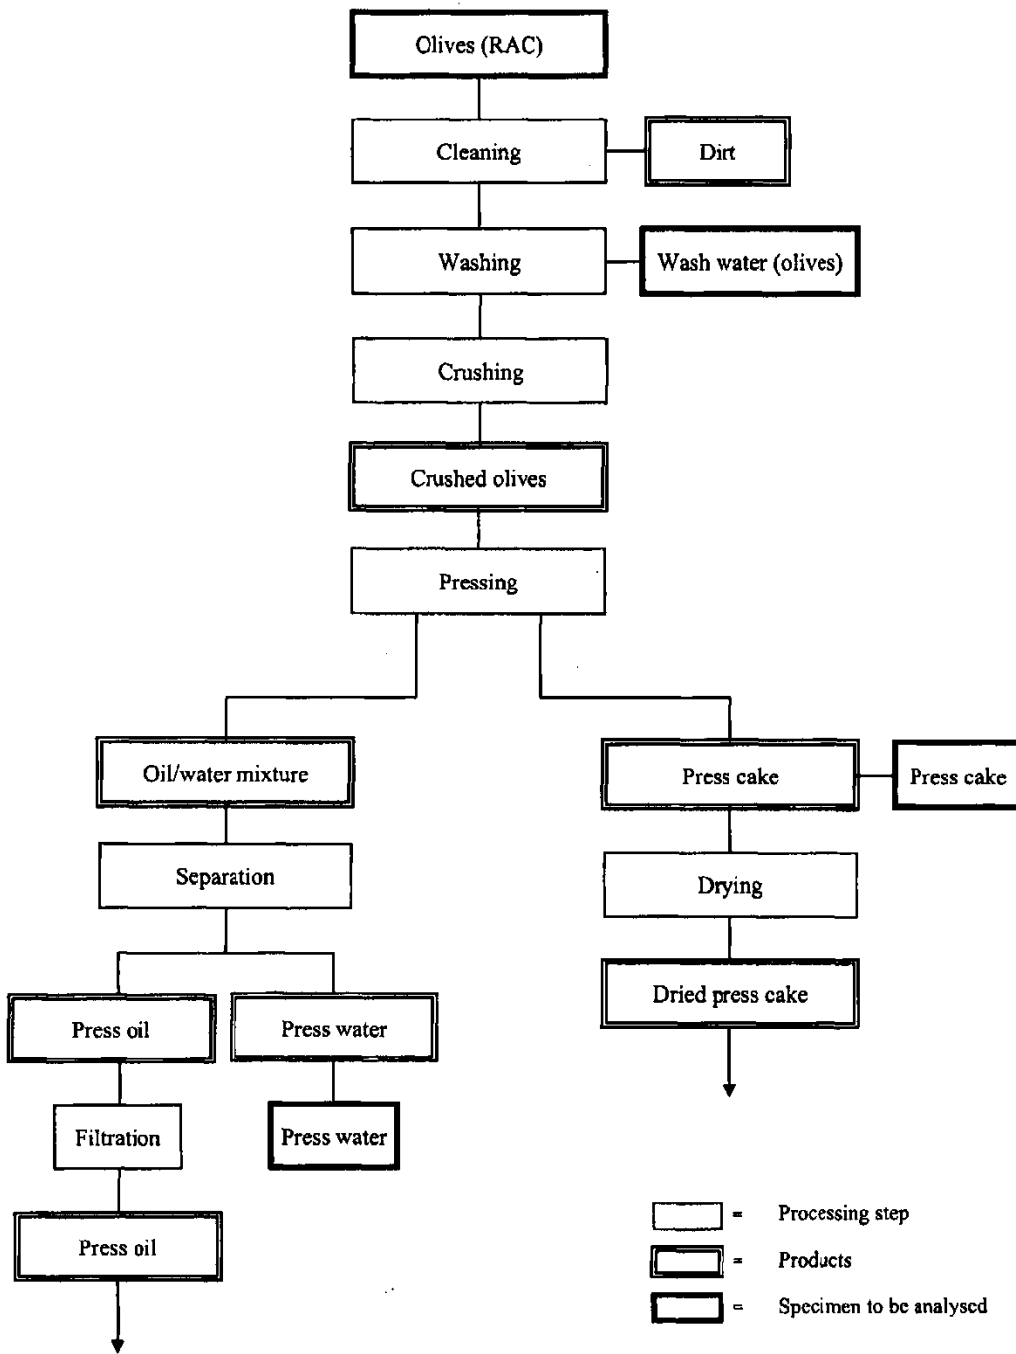 Olives (RAC)
Cleaning
Dirt
Washing
Wash water (olives)
Crushing
Crushed olives
Pressing
Oil/water mixture
Press cake
Press cake
Separation
Drying
Dried press cake
Press oil
Press water
Filtration
Press water
Press oil
= Processing step
= Products
= Specimen to be analysed